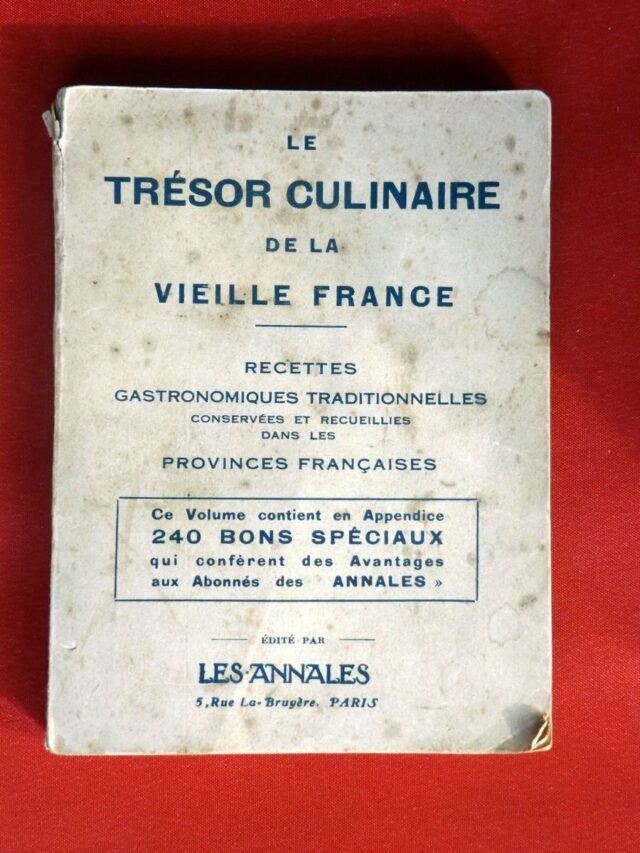 LE
TRÉSOR CULINAIRE
DE LA
VIEILLE FRANCE
RECETTES
GASTRONOMIQUES TRADITIONNELLES
CONSERVÉES ET RECUEILLIES
DANS LES
PROVINCES FRANÇAISES
Ce Volume contient en Appendice
240 BONS SPÉCIAUX
qui confèrent des Avantages
aux Abonnés des ANNALES »
ÉDITÉ PAR
LES·ANNALES
5, Rue La-Bruyère. PARIS